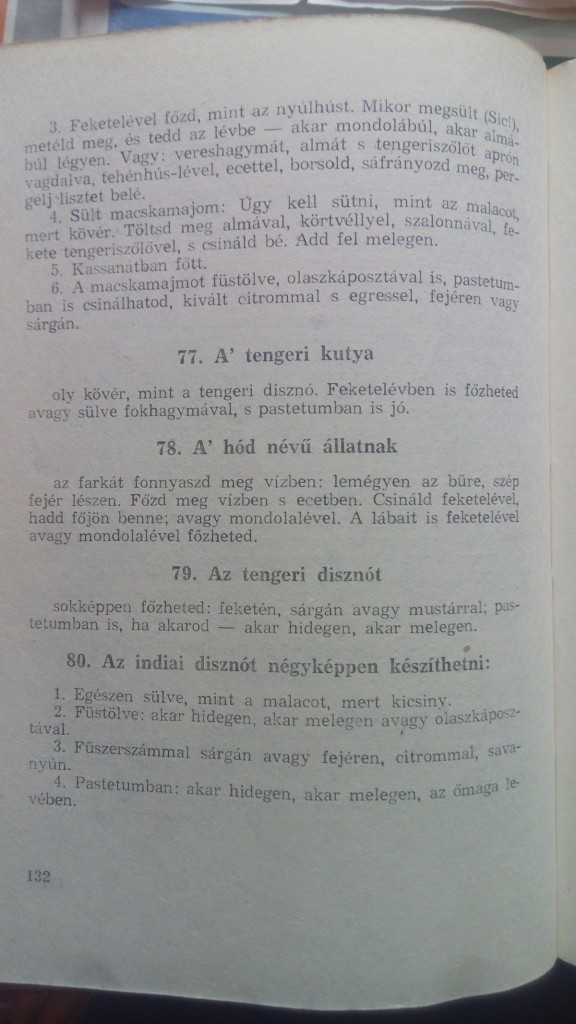 3. Feketelével főzd, mint az nyúlhúst. Mikor megsült (Sic!),
metéld meg, és tedd az lévbe — akar mondolábúl, akar almá-
búl légyen. Vagy: vereshagymát, almát s tengeriszőlőt aprón
vagdalva, tehénhús-lével, ecettel, borsold, sáfrányozd meg, per-
gelj lisztet belé.
4. Sült macskamajom: Úgy kell sütni, mint az malacot,
mert kövér. Töltsd meg almával, körtvéllyel, szalonnával, fe-
kete tengeriszőlővel, s csináld bé. Add fel melegen.
5. Kassanátban főtt.
6. A macskamajmot füstölve, olaszkáposztával is, pastetum-
ban is csinálhatod, kivált citrommal s egressel, fejéren vagy
sárgán.
77. A' tengeri kutya
oly kövér, mint a tengeri disznó. Feketelévben is főzheted
avagy sülve fokhagymával, s pastetumban is jó.
78. A' hód névű állatnak
az farkát fonnyaszd meg vízben: lemégyen az bűre, szép
fejér lészen. Főzd meg vízben s ecetben. Csináld feketelével,
hadd főjön benne; avagy mondolalével. A lábait is feketelével
avagy mondolalével főzheted.
79. Az tengeri disznót
sokképpen főzheted: feketén, sárgán avagy mustárral; pas-
tetumban is, ha akarod — akar hidegen, akar melegen.
80. Az indiai disznót négyképpen készíthetni:
1. Egészen sülve, mint a malacot, mert kicsiny.
2. Füstölve: akar hidegen, akar melegen avagy olaszkáposz-
tával.
3. Fűszerszámmal sárgán avagy fejéren, citrommal, sava-
nyún.
4. Pastetumban: akar hidegen, akar melegen, az őmaga le-
vében.
132